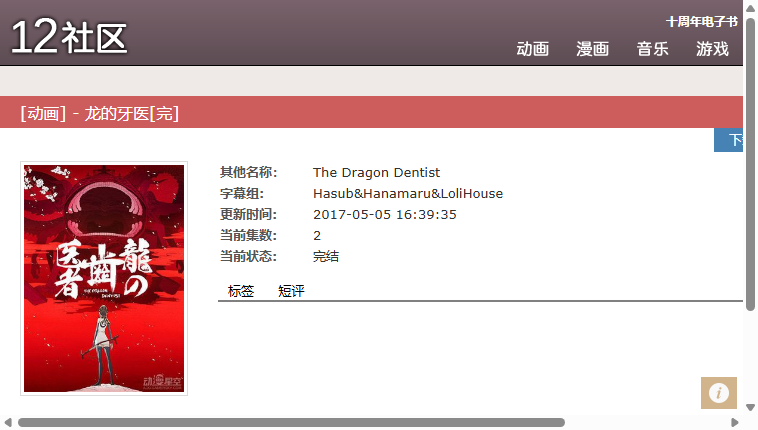 12社区
十周年电子书
动画 漫画 音乐 游戏
[动画] - 龙的牙医[完]
下
龍の
歯
医者
THE DRAGON DENTIST
动漫星空
其他名称: The Dragon Dentist
字幕组: Hasub&Hanamaru&LoliHouse
更新时间: 2017-05-05 16:39:35
当前集数: 2
当前状态: 完结
标签 短评